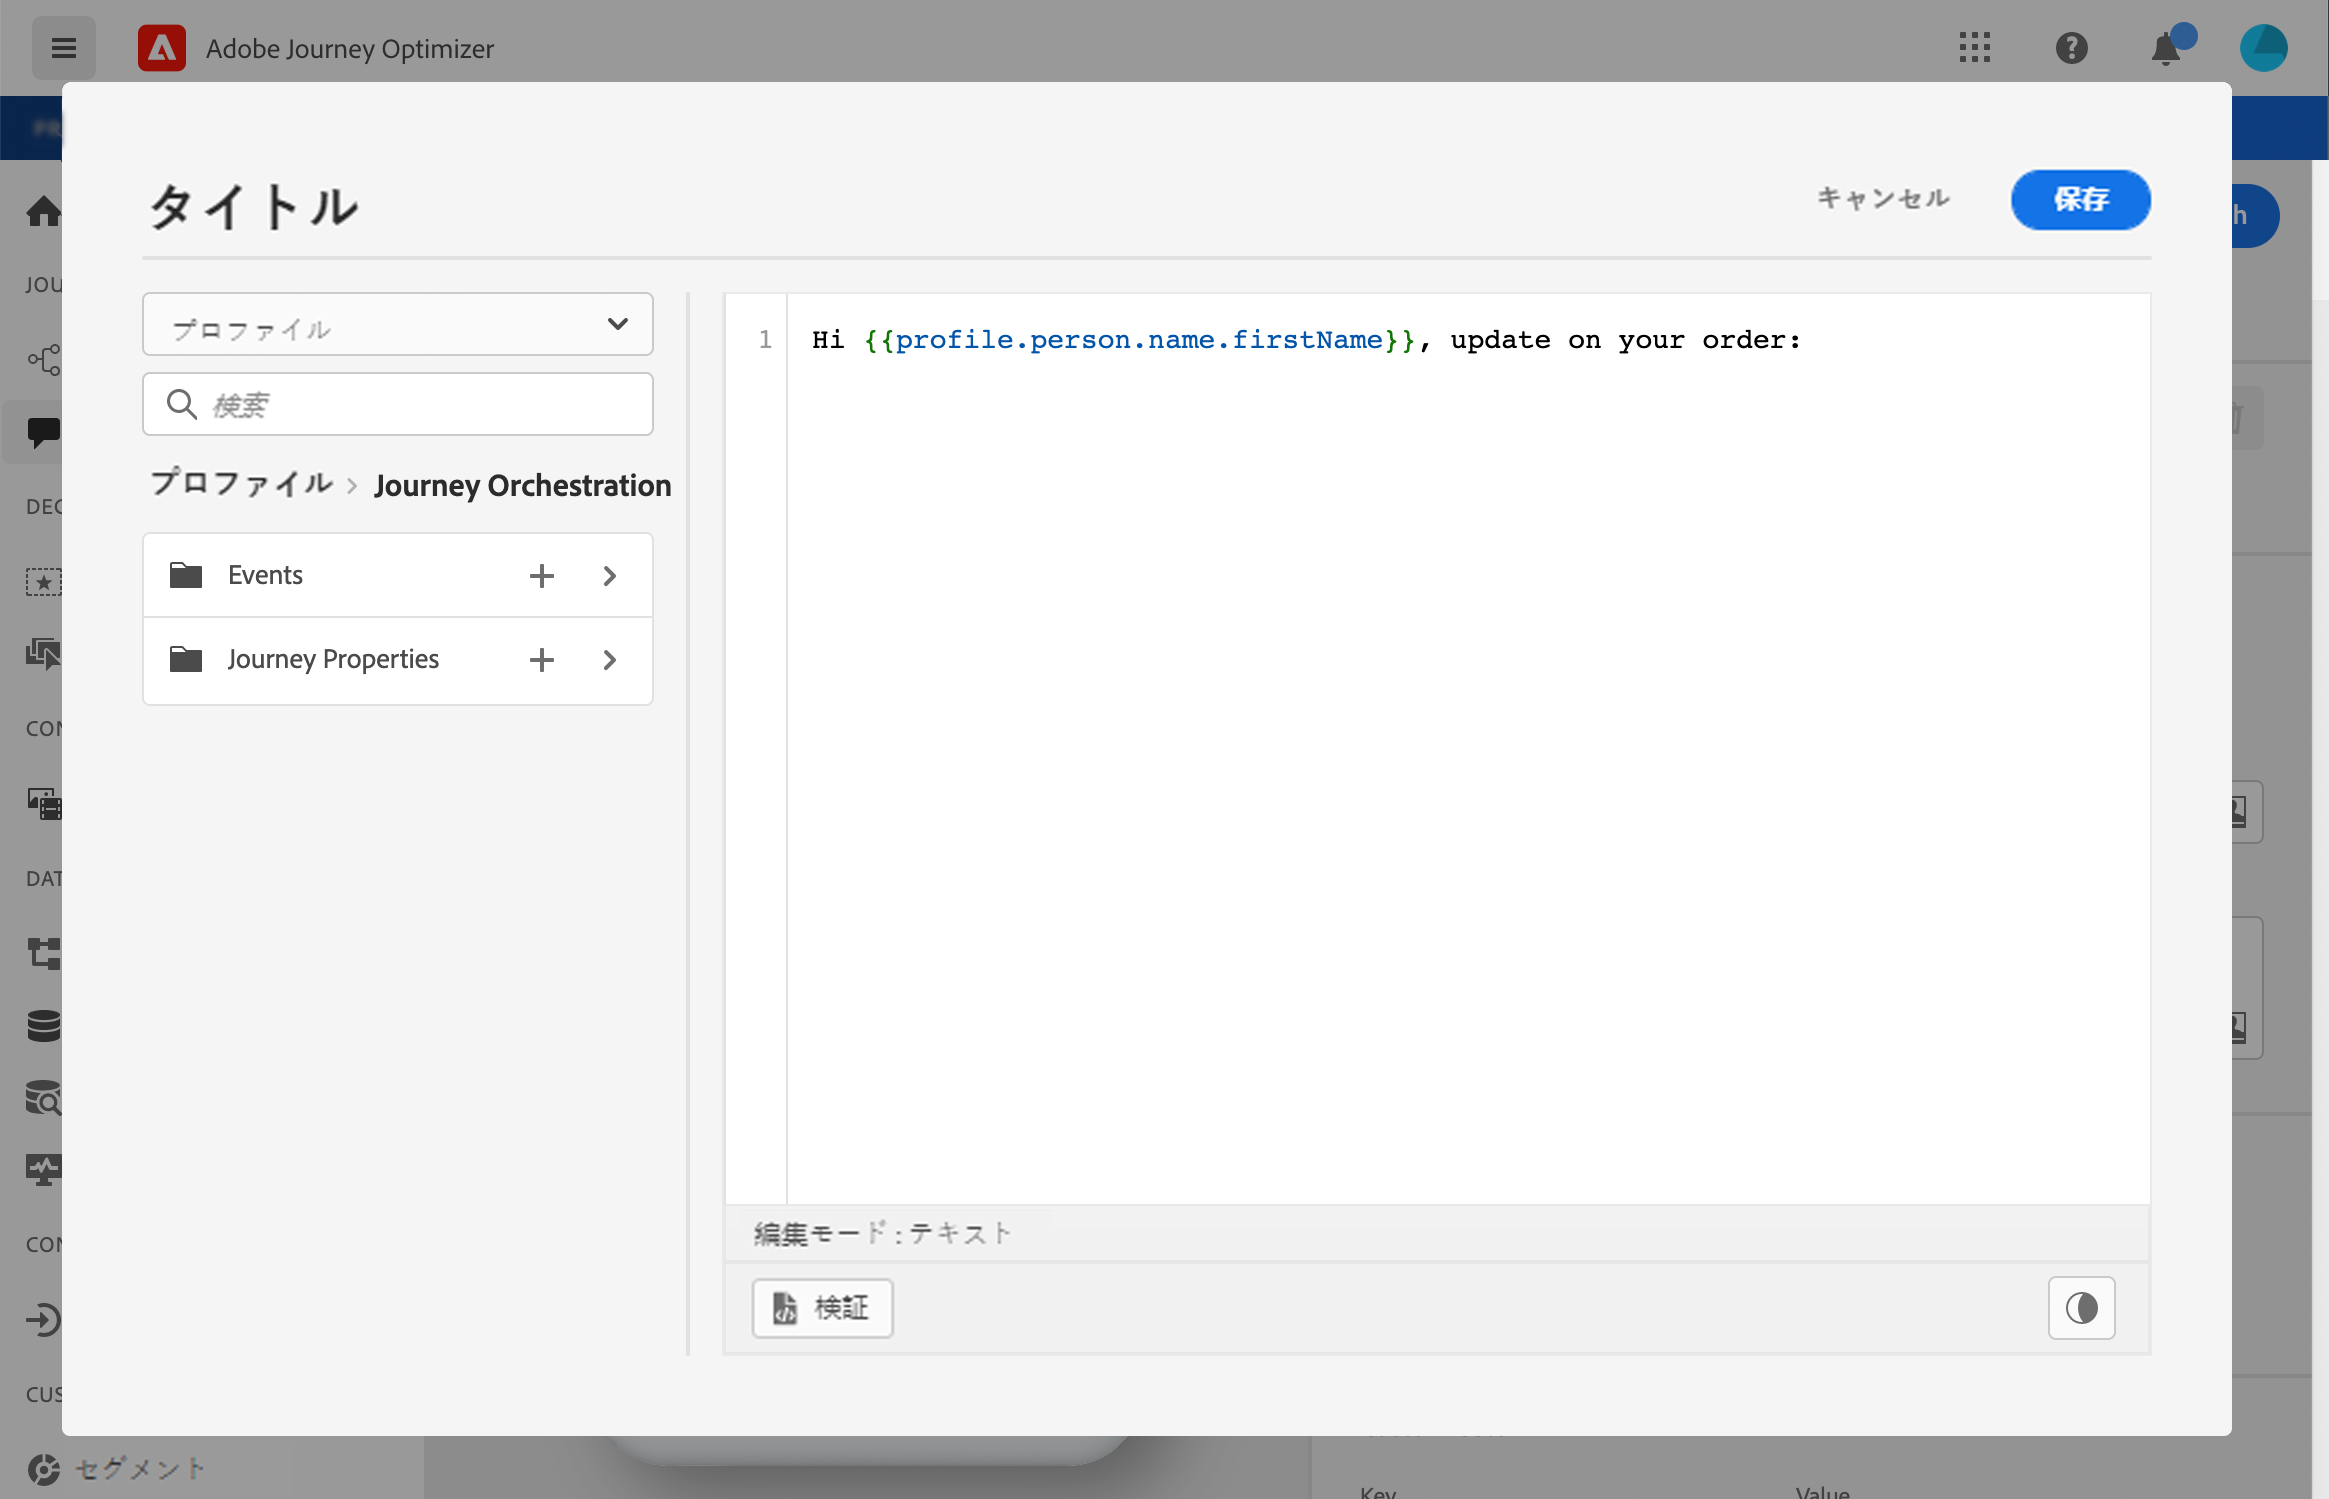 Adobe Journey Optimizer
タイトル
キャンセル
保存
JOU
プロファイル
検索
プロファイル > Journey Orchestration
DEC
Events
Journey Properties
1 Hi {{profile.person.name.firstName}}, update on your order:
CON
DAT
CON
CUS
編集モード : テキスト
検証
セグメント
Key
Value